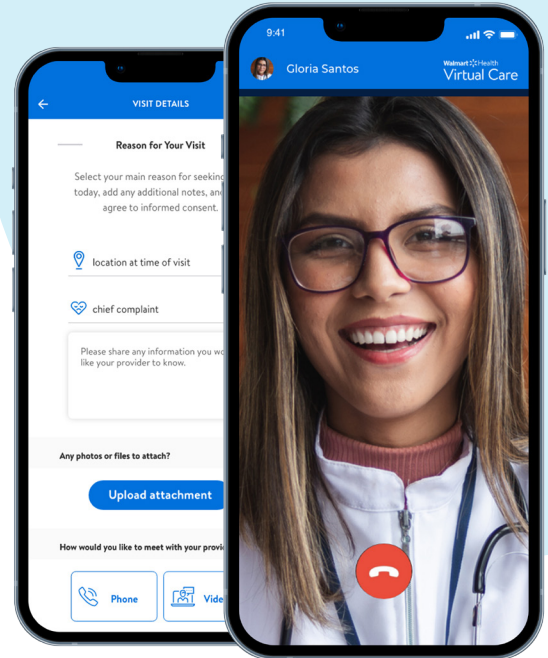 VISIT DETAILS
Reason for Your Visit
Select your main reason for seekin
today, add any additional notes, an
agree to informed consent.
location at time of visit
chief complaint
Please share any information you wo
like your provider to know.
Any photos or files to attach?
Upload attachment
How would you like to meet with your provi
Phone
Vide
9:41
Gloria Santos
Walmart Health
Virtual Care